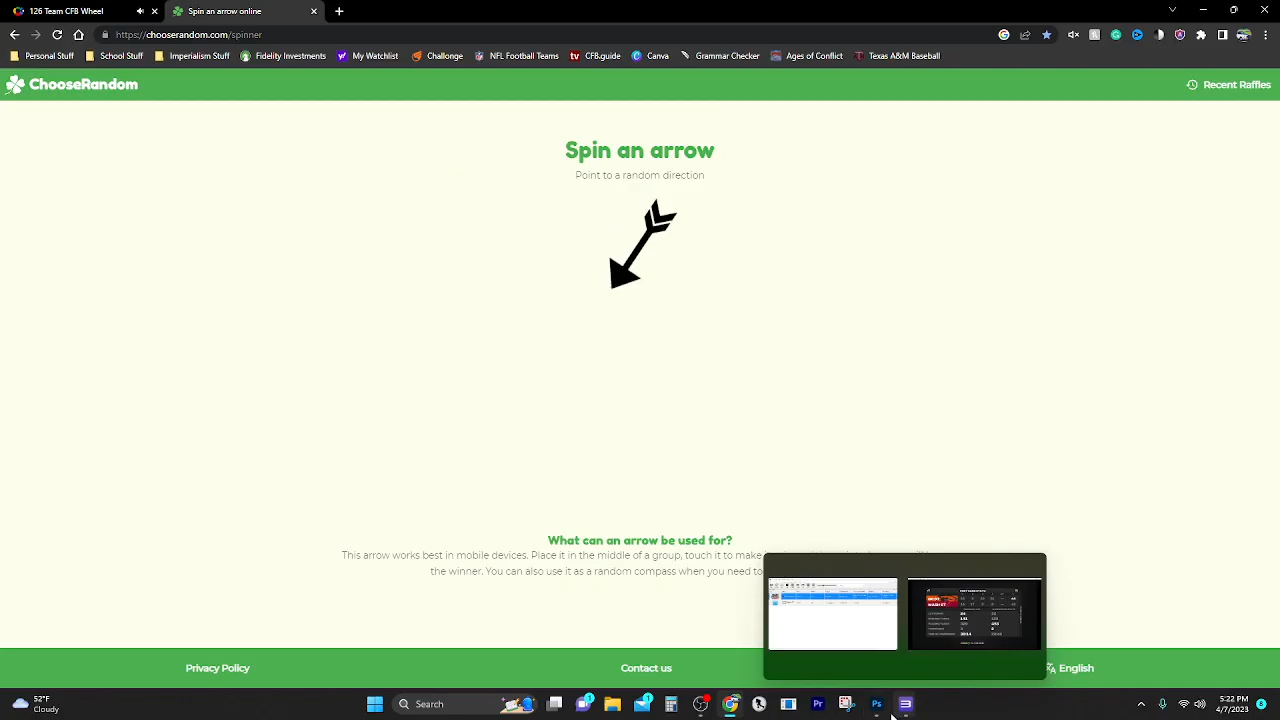 126 Team CFB Wheel
Spin an arrow online
https://chooserandom.com/spinner
Personal Stuff
School Stuff
Imperialism Stuff
Fidelity Investments
My Watchlist
Challonge
NFL Football Teams
CFB.guide
Canva
Grammar Checker
Ages of Conflict
Texas A&M Baseball
ChooseRandom
Recent Raffles
Spin an arrow
Point to a random direction
What can an arrow be used for?
This arrow works best in mobile devices. Place it in the middle of a group, touch it to make
the winner. You can also use it as a random compass when you need to
Privacy Policy
Contact us
English
52°F
Cloudy
Search
5:22 PM
4/7/2023